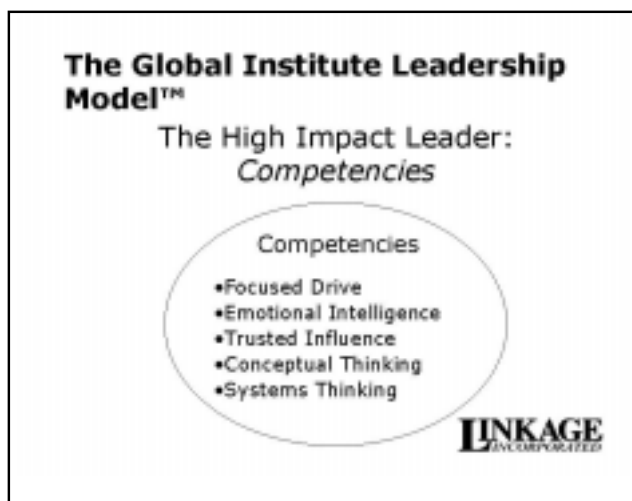 The Global Institute Leadership
Model™
The High Impact Leader:
Competencies
Competencies
•Focused Drive
•Emotional Intelligence
•Trusted Influence
•Conceptual Thinking
•Systems Thinking
LINKAGE
INCORPORATED